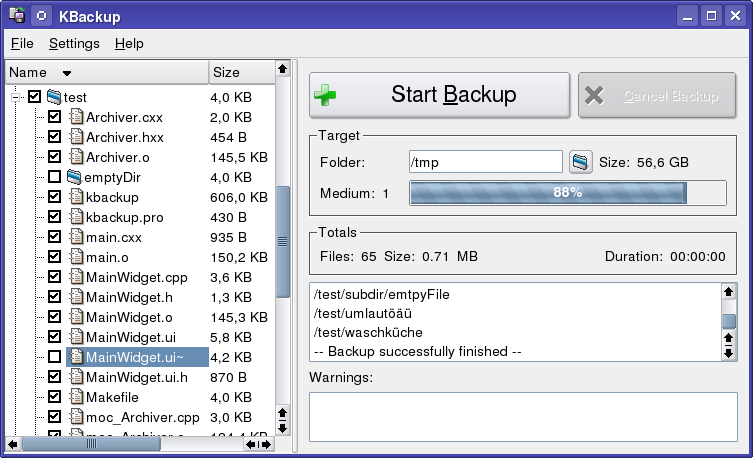 KBackup
File Settings Help
Name Size
test 4,0 KB
Archiver.cxx 2,0 KB
Archiver.hxx 454 B
Archiver.o 145,5 KB
emptyDir 4,0 KB
kbackup 606,0 KB
kbackup.pro 430 B
main.cxx 935 B
main.o 150,2 KB
MainWidget.cpp 3,6 KB
MainWidget.h 1,3 KB
MainWidget.o 145,3 KB
MainWidget.ui 5,8 KB
MainWidget.ui~ 4,2 KB
MainWidget.ui.h 870 B
Makefile 4,0 KB
moc_Archiver.cpp 3,0 KB
Start Backup
Cancel Backup
Target
Folder: /tmp Size: 56,6 GB
Medium: 1 88%
Totals
Files: 65 Size: 0.71 MB Duration: 00:00:00
/test/subdir/emtpyFile
/test/umlautöäü
/test/waschküche
-- Backup successfully finished --
Warnings: